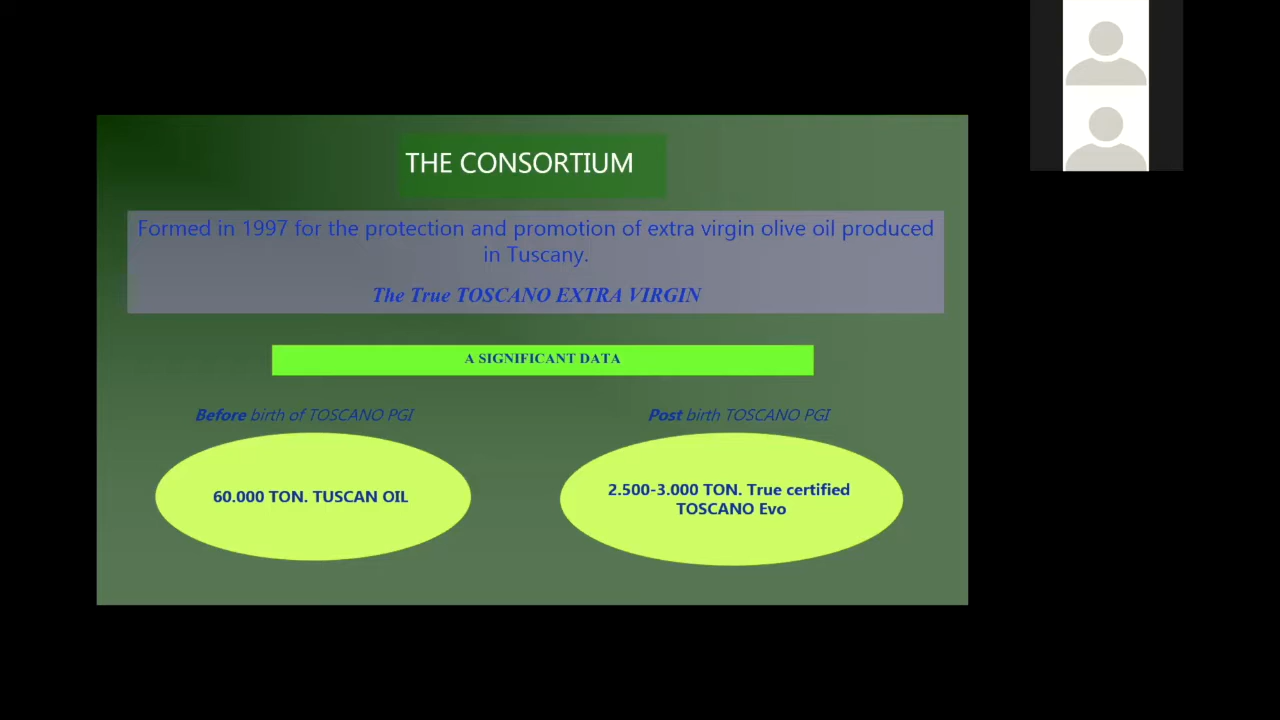 THE CONSORTIUM
Formed in 1997 for the protection and promotion of extra virgin olive oil produced
in Tuscany.
The True TOSCANO EXTRA VIRGIN
A SIGNIFICANT DATA
Before birth of TOSCANO PGI
Post birth TOSCANO PGI
60.000 TON. TUSCAN OIL
2.500-3.000 TON. True certified
TOSCANO Evo